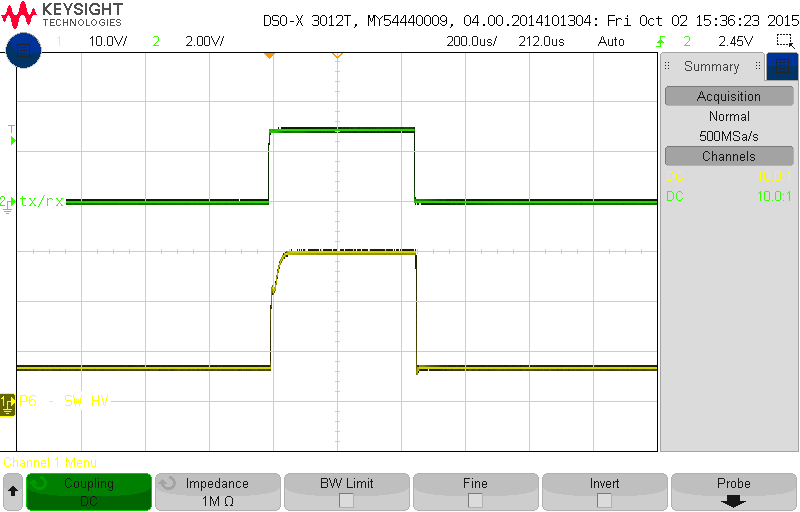 KEYSIGHT
TECHNOLOGIES
DSO-X 3012T, MY54440009, 04.00.2014101304: Fri Oct 02 15:36:23 2015
1 10.0V/ 2 2.00V/ 200.0us/ 212.0us Auto 2 2.45V
Summary
Acquisition
Normal
500MSa/s
Channels
DC 10.0:1
DC 10.0:1
T
2 tx/rx
1 P6 - SW HV
Channel 1 Menu
Coupling
DC
Impedance
1M Ω
BW Limit
Fine
Invert
Probe